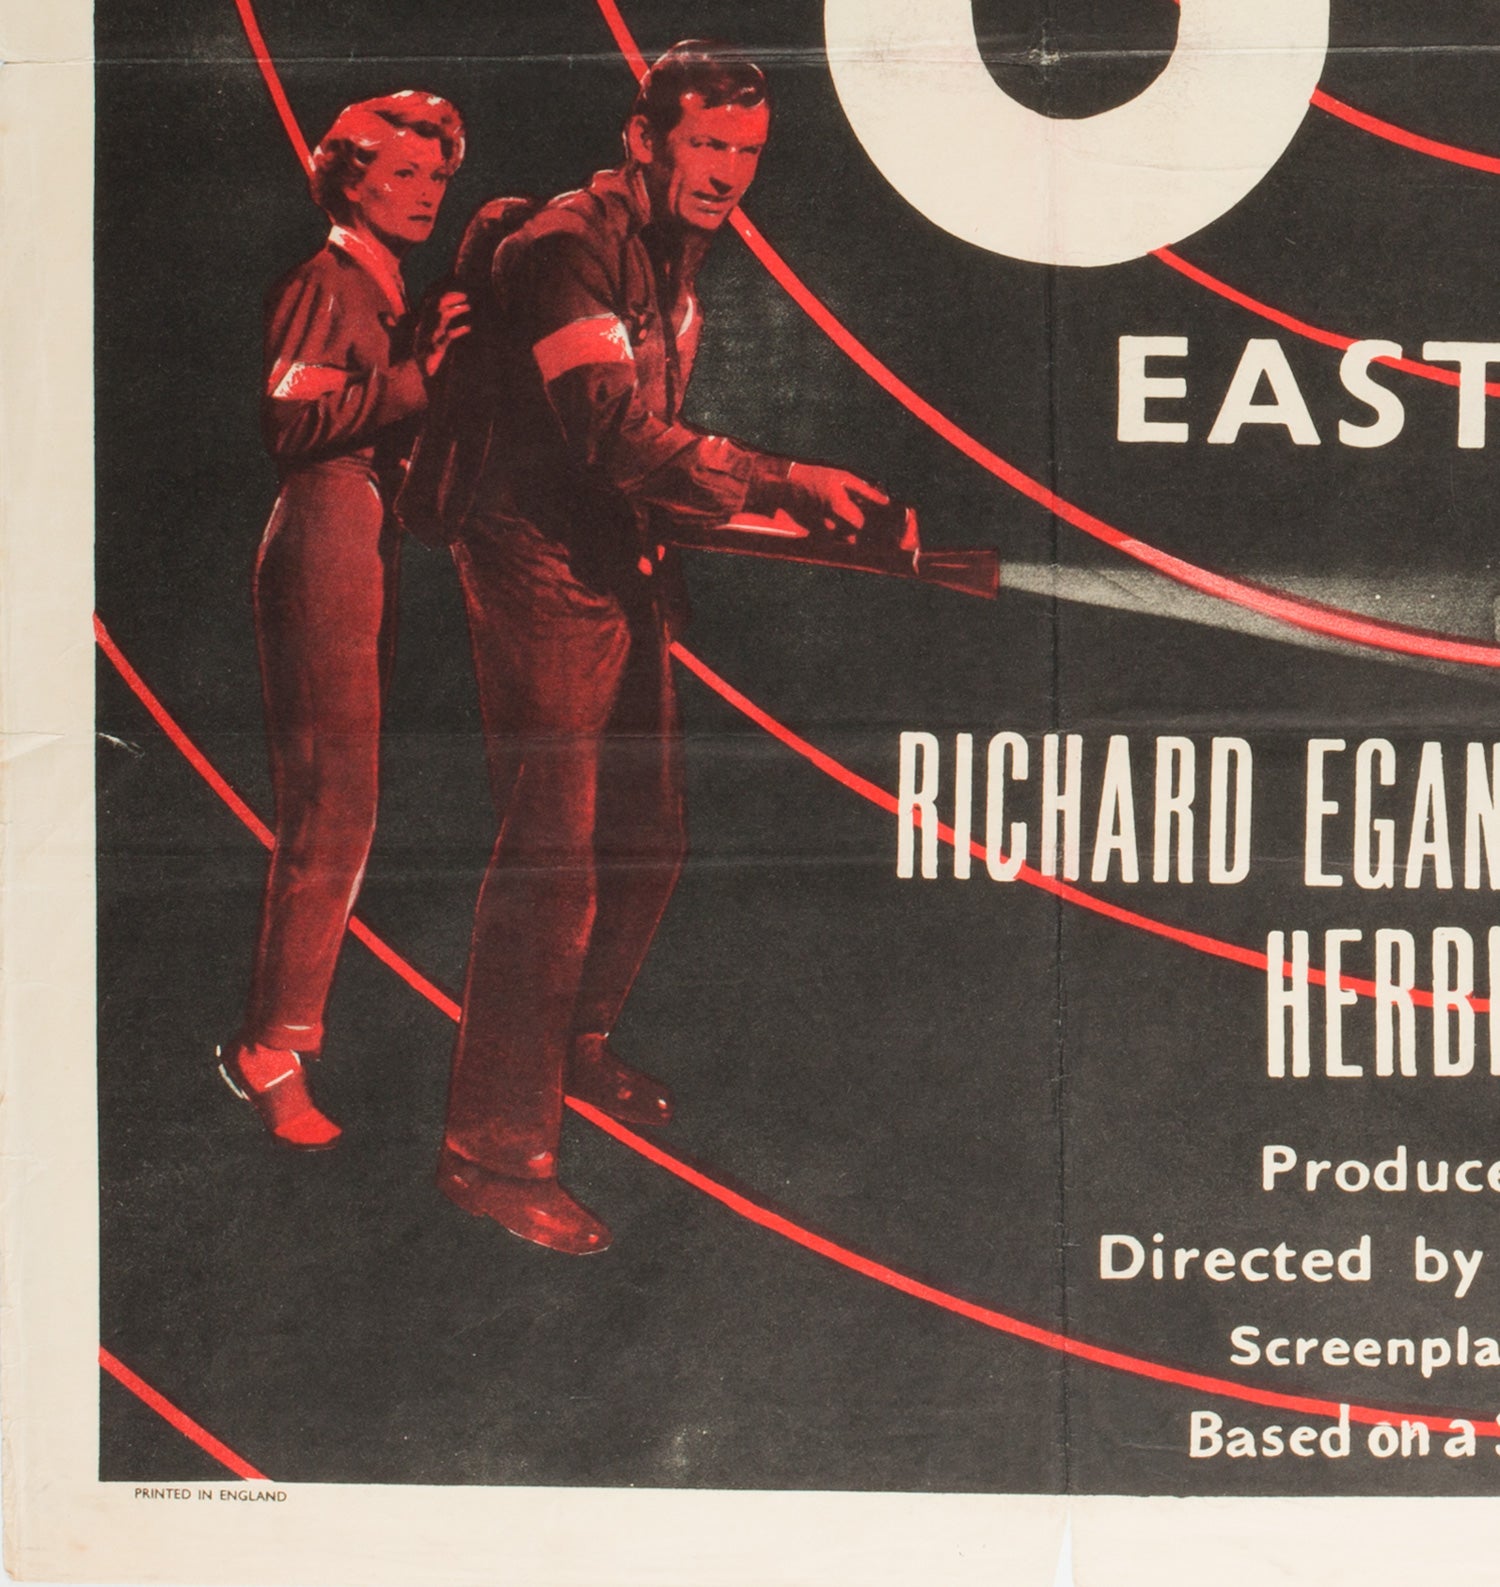 EAST
RICHARD EGAN
HERB
Produce
Directed by
Screenpla
Based on a
PRINTED IN ENGLAND